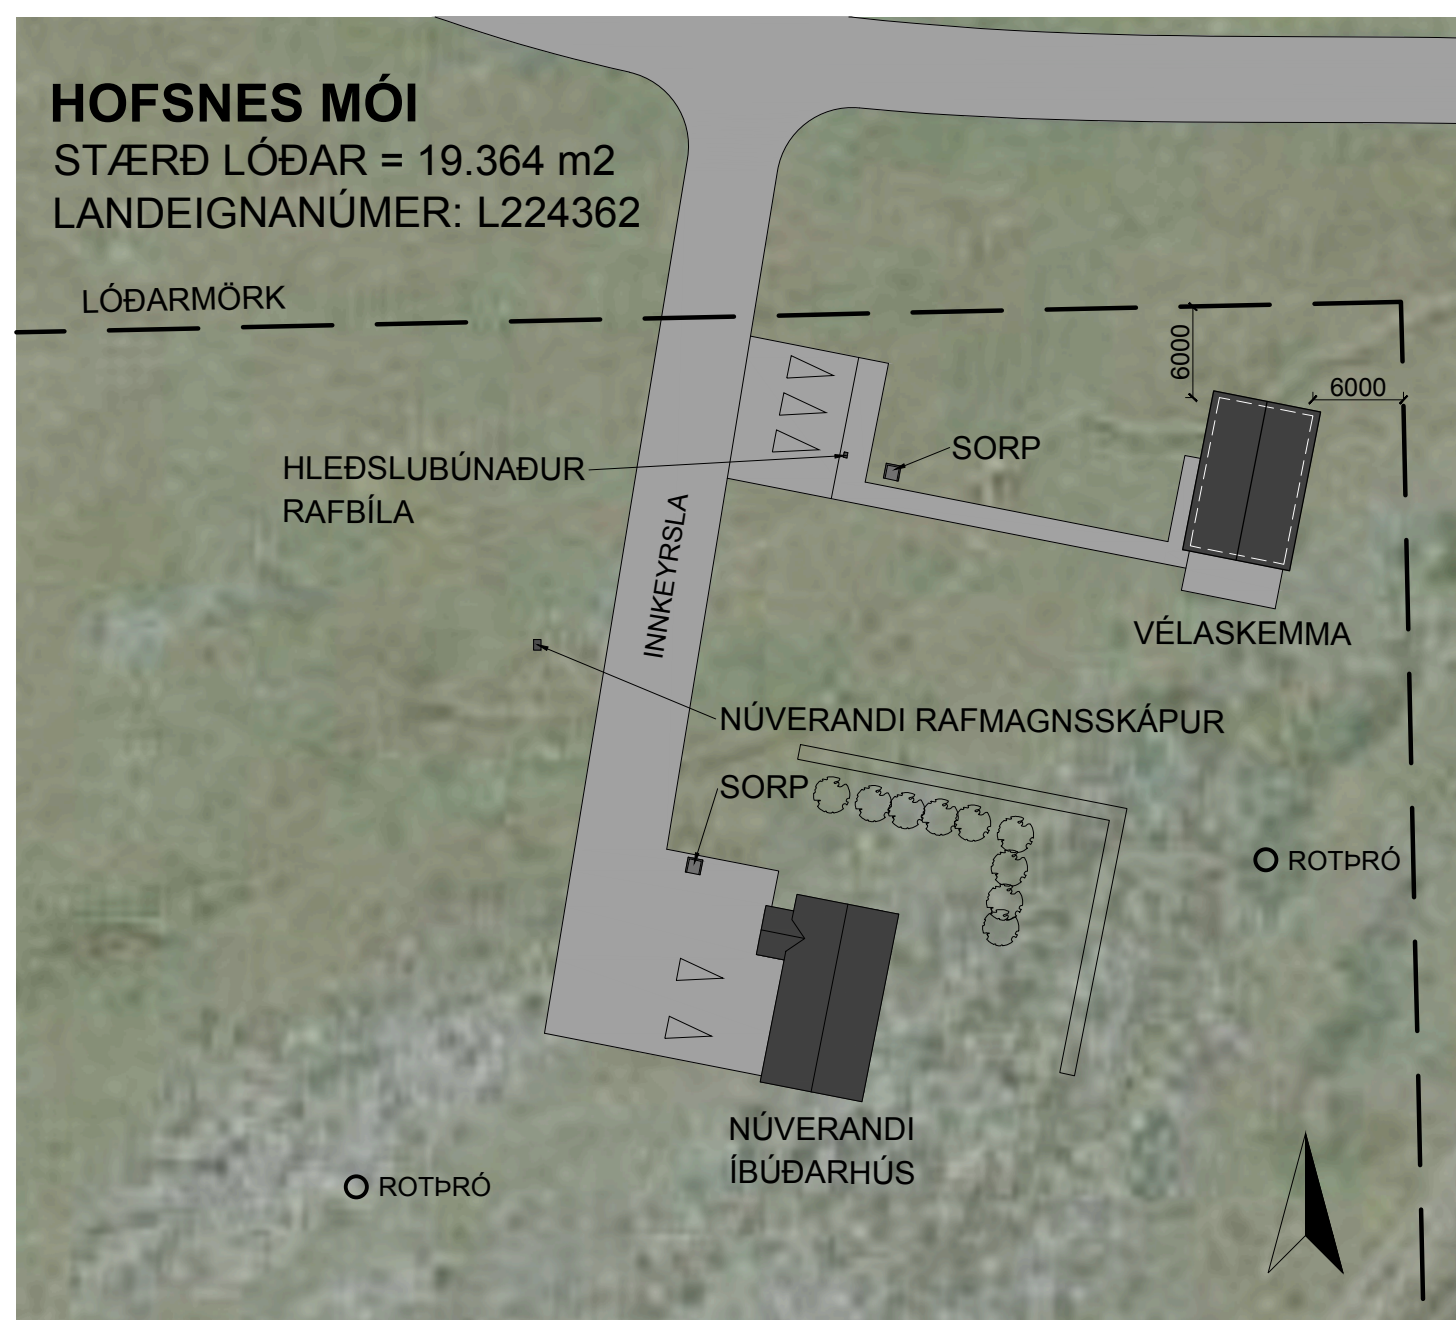 HOFSNES MÓI
STÆRÐ LÓÐAR = 19.364 m2
LANDEIGNANÚMER: L224362
LÓÐARMÖRK
6000
6000
SORP
HLEÐSLUBÚNAÐUR
RAFBÍLA
INNKEYRSLA
VÉLASKEMMA
NÚVERANDI RAFMAGNSSKÁPUR
SORP
ROTÞRÓ
NÚVERANDI
ÍBÚÐARHÚS
ROTÞRÓ